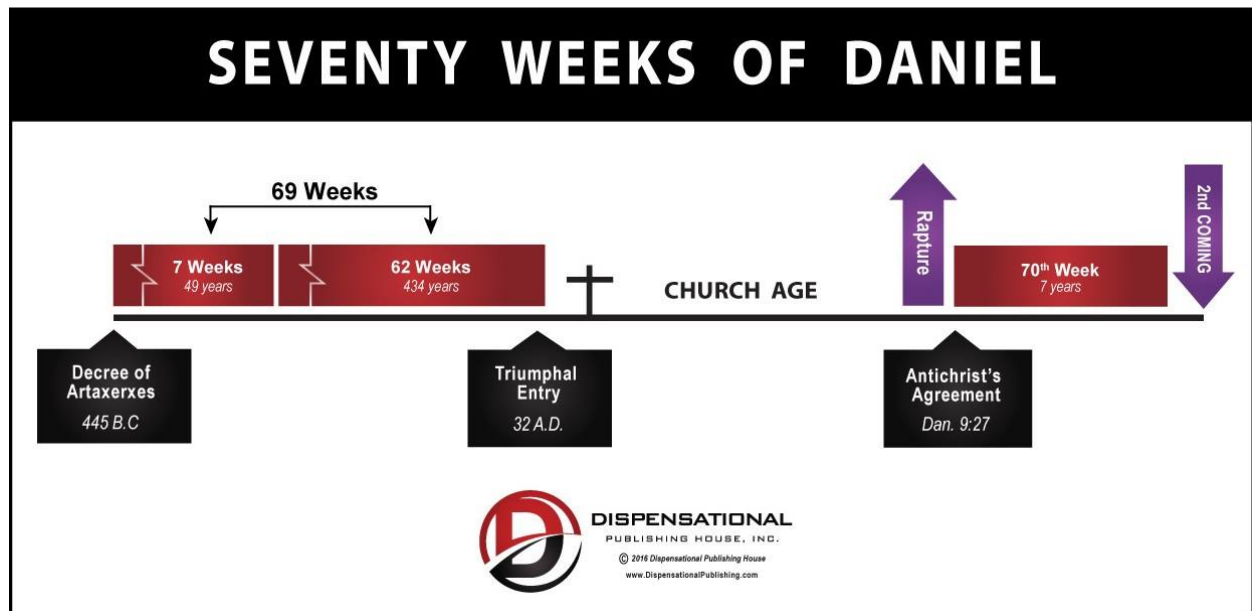 SEVENTY WEEKS OF DANIEL
69 Weeks
7 Weeks
49 years
62 Weeks
434 years
CHURCH AGE
Rapture
70th Week
7 years
2nd COMING
Decree of
Artaxerxes
445 B.C
Triumphal
Entry
32 A.D.
Antichrist's
Agreement
Dan. 9:27
D
DISPENSATIONAL
PUBLISHING HOUSE, INC.
© 2016 Dispensational Publishing House
www.DispensationalPublishing.com